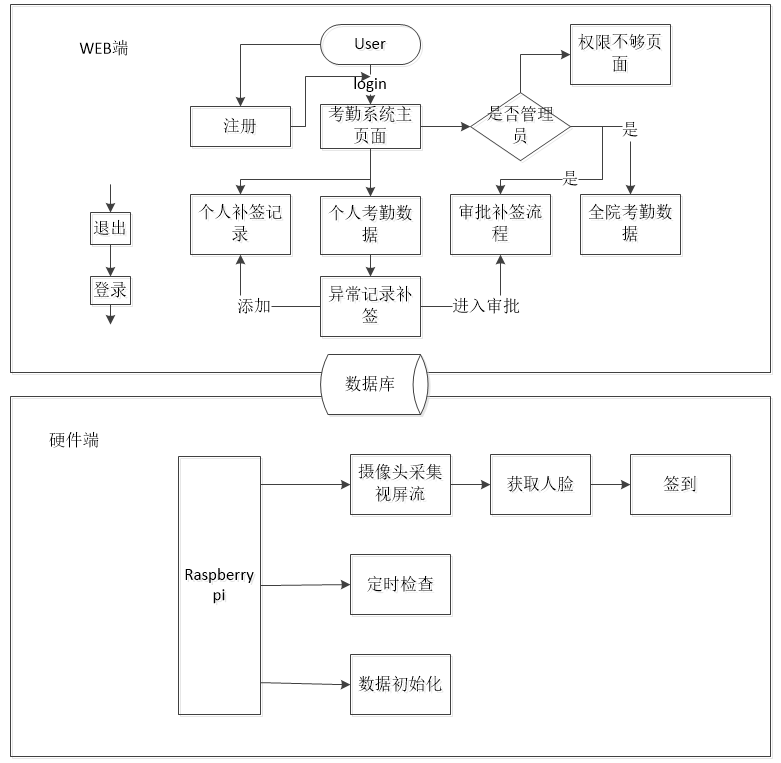 WEB端
User
权限不够页
面
login
注册
考勤系统主
页面
是否管理
员
是
是
个人补签记
录
个人考勤数
据
审批补签流
程
全院考勤数
据
退出
登录
添加
异常记录补
签
进入审批
数据库
硬件端
摄像头采集
视屏流
获取人脸
签到
Raspberry
pi
定时检查
数据初始化